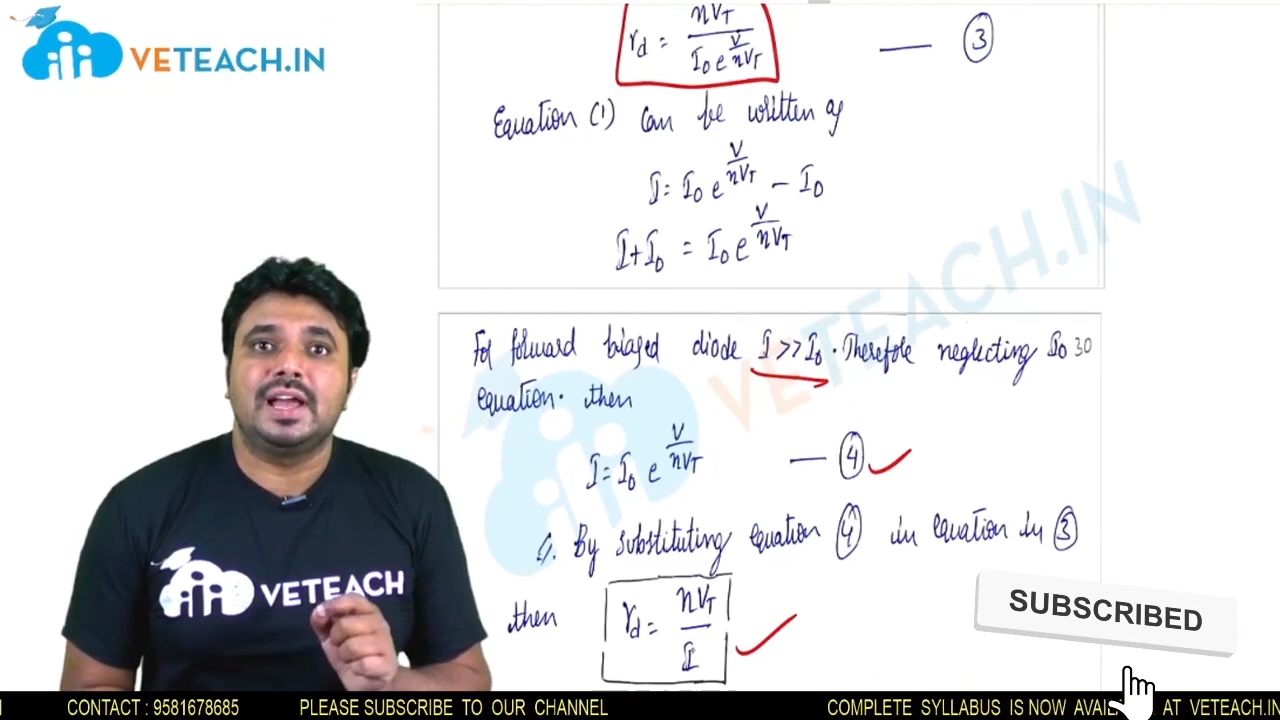 VETEACH.IN
r_d = nV_T / I_0 e^(V/nV_T) — ③
Equation (1) can be written as
I = I_0 e^(V/nV_T) - I_0
I + I_0 = I_0 e^(V/nV_T)
For forward biased diode I >> I_0 . Therefore neglecting I_0 30
equation. then
I = I_0 e^(V/nV_T) — ④
By substituting equation ④ in equation in ③
then r_d = nV_T / I
VETEACH.IN
VETEACH
SUBSCRIBED
CONTACT : 9581678685 PLEASE SUBSCRIBE TO OUR CHANNEL COMPLETE SYLLABUS IS NOW AT VETEACH.IN